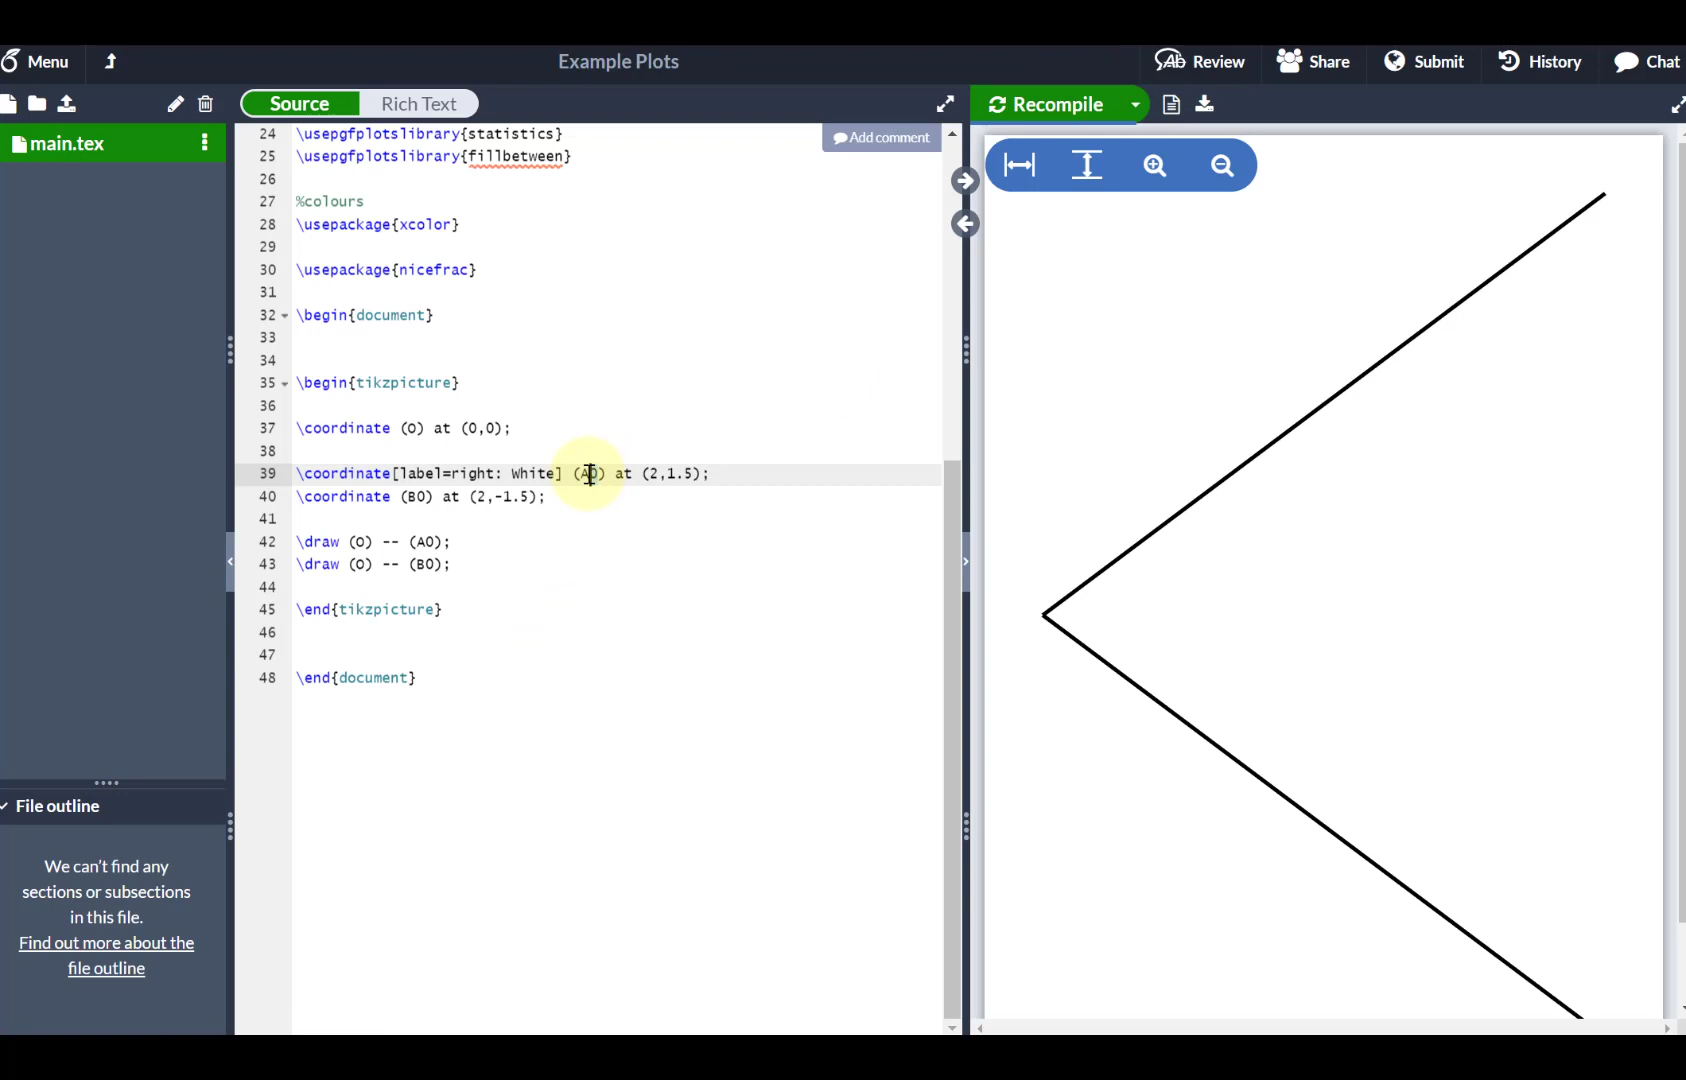 Menu
Example Plots
Review
Share
Submit
History
Chat
Source
Rich Text
Recompile
main.tex
Add comment
24 \usepgfplotslibrary{statistics}
25 \usepgfplotslibrary{fillbetween}
26
27 %colours
28 \usepackage{xcolor}
29
30 \usepackage{nicefrac}
31
32 \begin{document}
33
34
35 \begin{tikzpicture}
36
37 \coordinate (O) at (0,0);
38
39 \coordinate[label=right: White] (A0) at (2,1.5);
40 \coordinate (B0) at (2,-1.5);
41
42 \draw (O) -- (A0);
43 \draw (O) -- (B0);
44
45 \end{tikzpicture}
46
47
48 \end{document}
File outline
We can't find any
sections or subsections
in this file.
Find out more about the
file outline